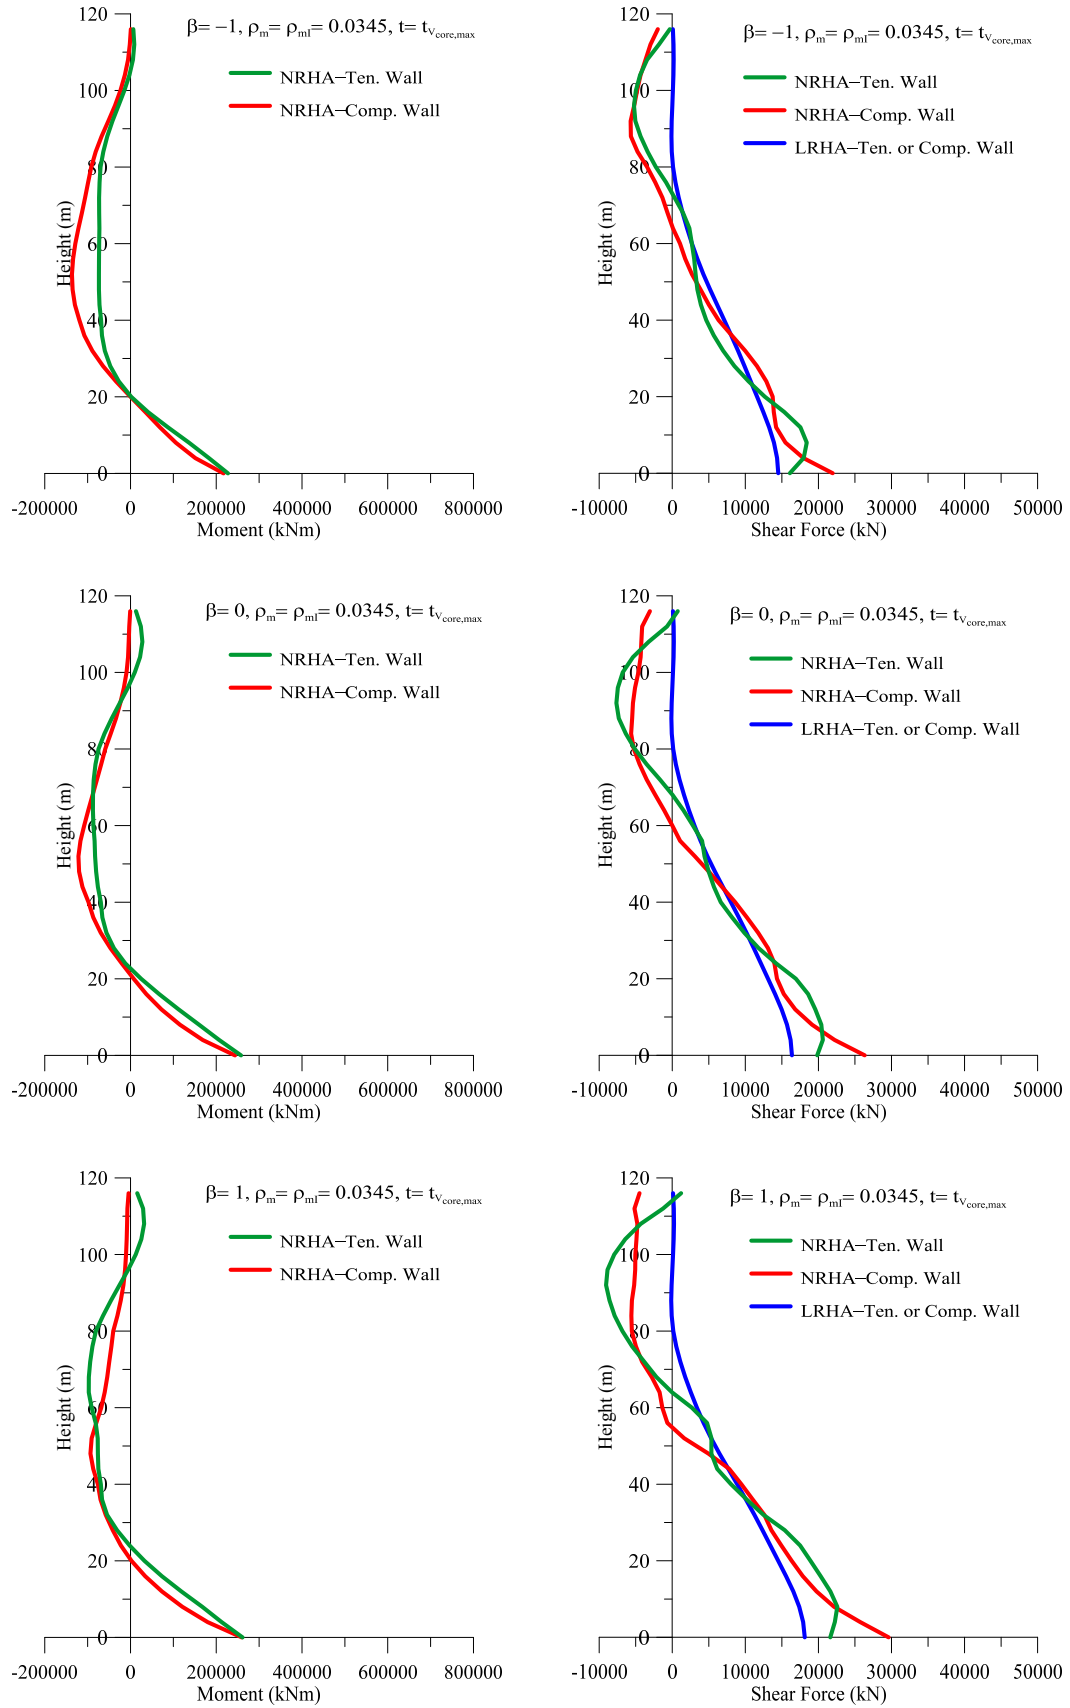 β= −1, ρm= ρmI= 0.0345, t= tVcore,max
NRHA−Ten. Wall
NRHA−Comp. Wall
120
100
80
60
40
20
0
Height (m)
-200000 0 200000 400000 600000 800000
Moment (kNm)
β= −1, ρm= ρmI= 0.0345, t= tVcore,max
NRHA−Ten. Wall
NRHA−Comp. Wall
LRHA−Ten. or Comp. Wall
120
100
80
60
40
20
0
Height (m)
-10000 0 10000 20000 30000 40000 50000
Shear Force (kN)
β= 0, ρm= ρmI= 0.0345, t= tVcore,max
NRHA−Ten. Wall
NRHA−Comp. Wall
120
100
80
60
40
20
0
Height (m)
-200000 0 200000 400000 600000 800000
Moment (kNm)
β= 0, ρm= ρmI= 0.0345, t= tVcore,max
NRHA−Ten. Wall
NRHA−Comp. Wall
LRHA−Ten. or Comp. Wall
120
100
80
60
40
20
0
Height (m)
-10000 0 10000 20000 30000 40000 50000
Shear Force (kN)
β= 1, ρm= ρmI= 0.0345, t= tVcore,max
NRHA−Ten. Wall
NRHA−Comp. Wall
120
100
80
60
40
20
0
Height (m)
-200000 0 200000 400000 600000 800000
Moment (kNm)
β= 1, ρm= ρmI= 0.0345, t= tVcore,max
NRHA−Ten. Wall
NRHA−Comp. Wall
LRHA−Ten. or Comp. Wall
120
100
80
60
40
20
0
Height (m)
-10000 0 10000 20000 30000 40000 50000
Shear Force (kN)